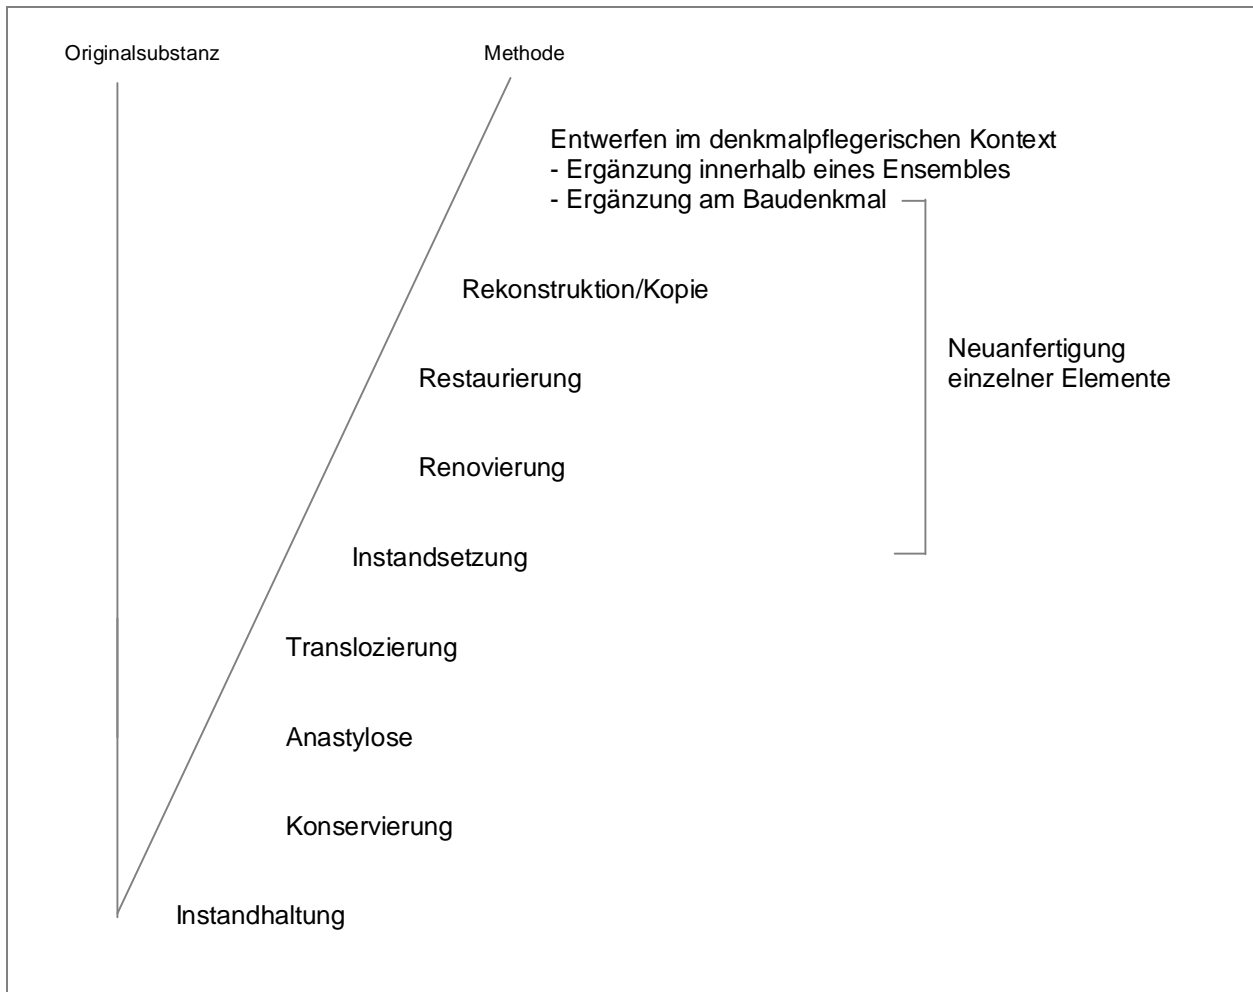 Originalsubstanz
Methode
Entwerfen im denkmalpflegerischen Kontext
- Ergänzung innerhalb eines Ensembles
- Ergänzung am Baudenkmal
Rekonstruktion/Kopie
Neuanfertigung
einzelner Elemente
Restaurierung
Renovierung
Instandsetzung
Translozierung
Anastylose
Konservierung
Instandhaltung